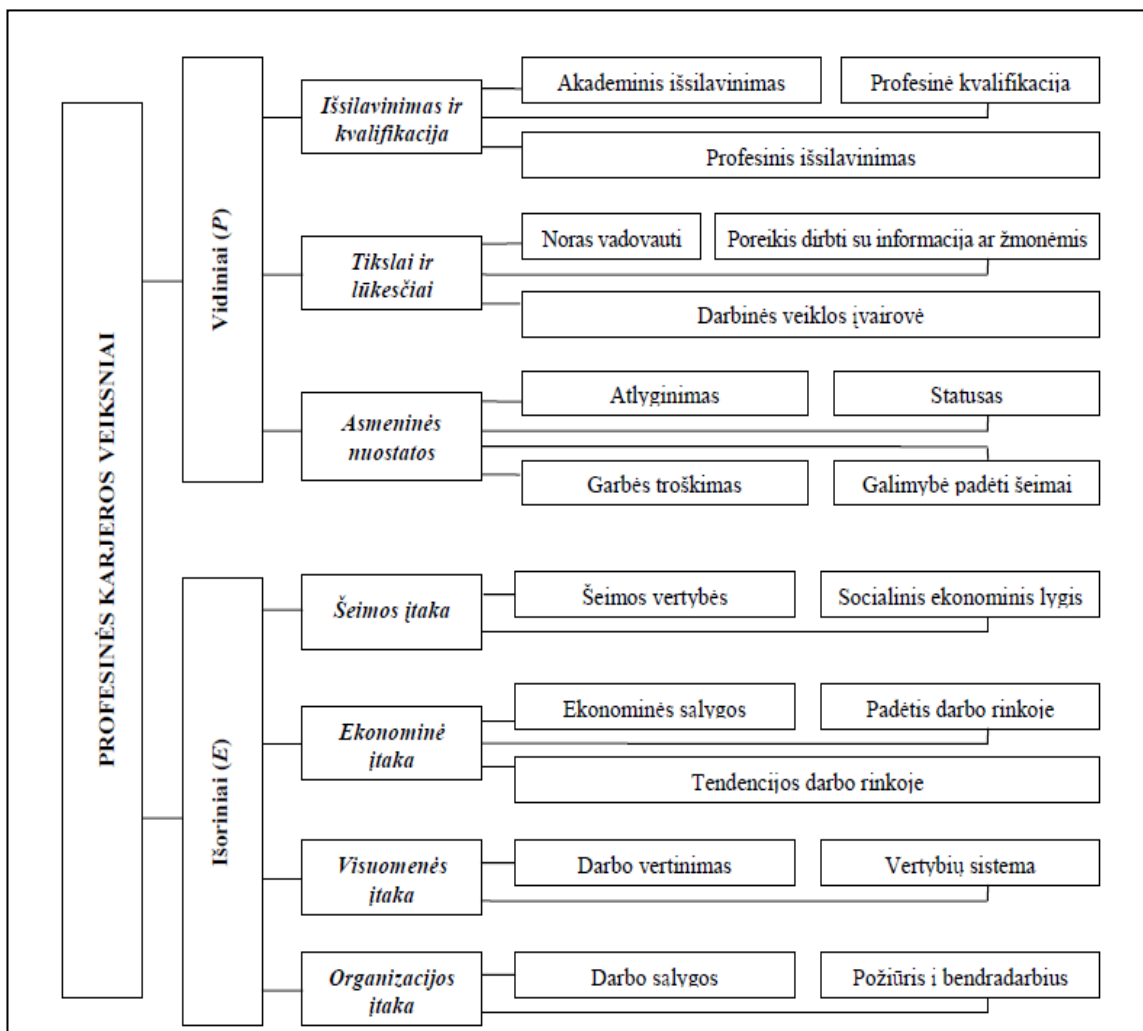 PROFESINĖS KARJEROS VEIKSNIAI
Vidiniai (P)
Išsilavinimas ir
kvalifikacija
Akademinis išsilavinimas
Profesinė kvalifikacija
Profesinis išsilavinimas
Tikslai ir
lūkesčiai
Noras vadovauti
Poreikis dirbti su informacija ar žmonėmis
Darbinės veiklos įvairovė
Asmeninės
nuostatos
Atlyginimas
Statusas
Garbės troškimas
Galimybė padėti šeimai
Išoriniai (E)
Šeimos įtaka
Šeimos vertybės
Socialinis ekonominis lygis
Ekonominė
įtaka
Ekonominės sąlygos
Padėtis darbo rinkoje
Tendencijos darbo rinkoje
Visuomenės
įtaka
Darbo vertinimas
Vertybių sistema
Organizacijos
įtaka
Darbo sąlygos
Požiūris i bendradarbius